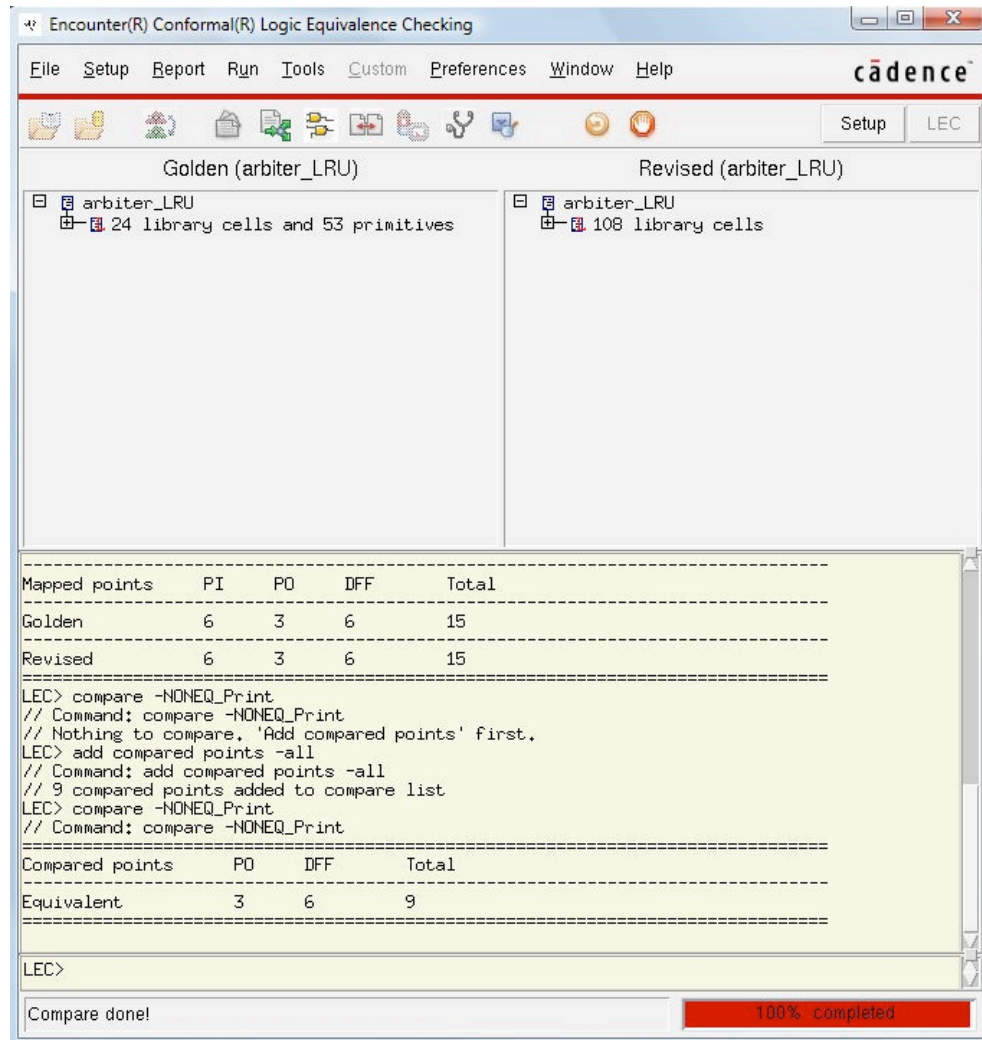 Encounter(R) Conformal(R) Logic Equivalence Checking
File Setup Report Run Tools Custom Preferences Window Help
cādence™
Setup LEC
Golden (arbiter_LRU) Revised (arbiter_LRU)
arbiter_LRU
24 library cells and 53 primitives
arbiter_LRU
108 library cells
--------------------------------------------------------------------------------
Mapped points PI PO DFF Total
--------------------------------------------------------------------------------
Golden 6 3 6 15
--------------------------------------------------------------------------------
Revised 6 3 6 15
================================================================================
LEC> compare -NONEQ_Print
// Command: compare -NONEQ_Print
// Nothing to compare. 'Add compared points' first.
LEC> add compared points -all
// Command: add compared points -all
// 9 compared points added to compare list
LEC> compare -NONEQ_Print
// Command: compare -NONEQ_Print
================================================================================
Compared points PO DFF Total
--------------------------------------------------------------------------------
Equivalent 3 6 9
================================================================================
LEC>
Compare done! 100% completed